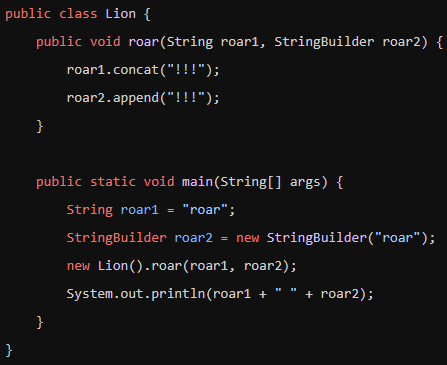 public class Lion {
    public void roar(String roar1, StringBuilder roar2) {
        roar1.concat("!!!");
        roar2.append("!!!");
    }

    public static void main(String[] args) {
        String roar1 = "roar";
        StringBuilder roar2 = new StringBuilder("roar");
        new Lion().roar(roar1, roar2);
        System.out.println(roar1 + " " + roar2);
    }
}